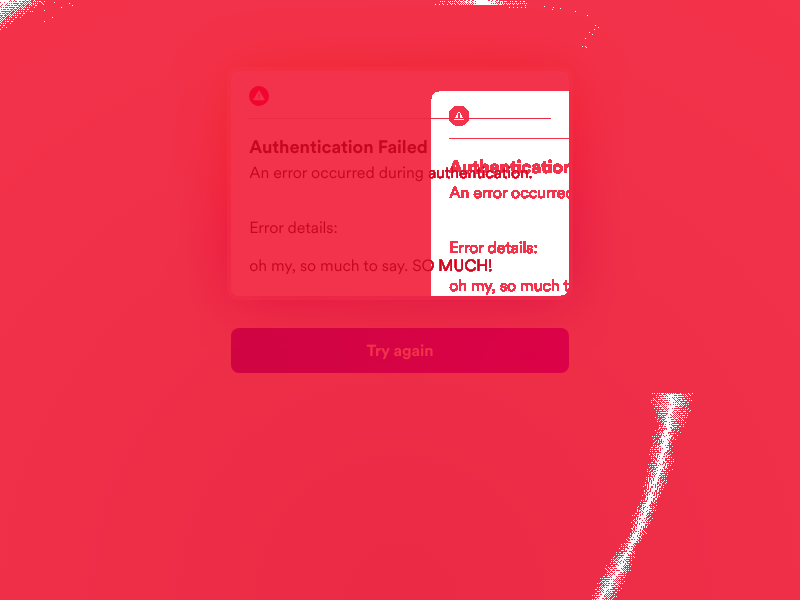 Authentication Failed
An error occurred during authentication.
Error details:
oh my, so much to say. SO MUCH!
Authentication
An error occurred
Error details:
oh my, so much t
Try again